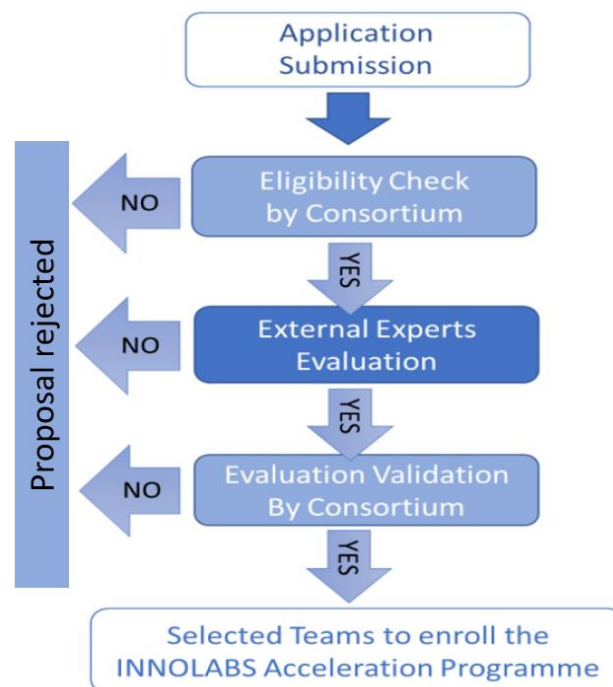 Application
Submission
Eligibility Check
by Consortium
NO
YES
External Experts
Evaluation
NO
YES
Evaluation Validation
By Consortium
NO
YES
Proposal rejected
Selected Teams to enroll the
INNOLABS Acceleration Programme